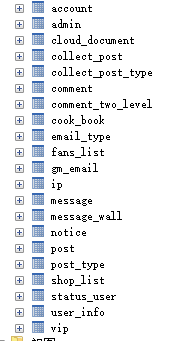 account
admin
cloud_document
collect_post
collect_post_type
comment
comment_two_level
cook_book
email_type
fans_list
gm_email
ip
message
message_wall
notice
post
post_type
shop_list
status_user
user_info
vip